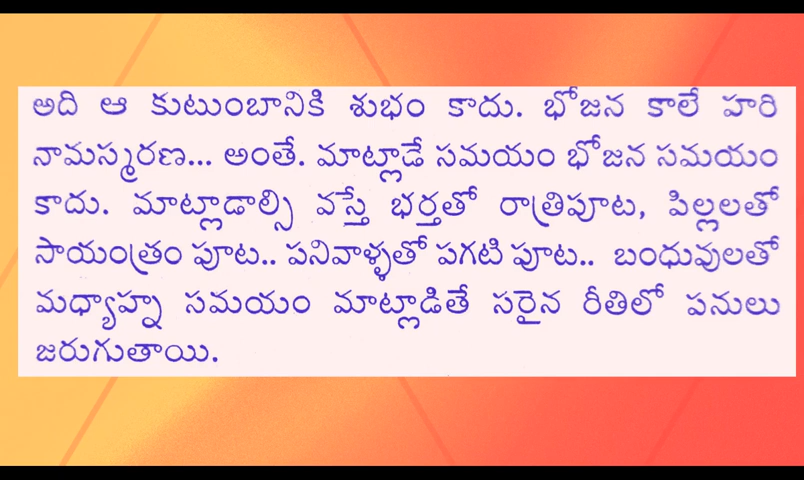 అది ఆ కుటుంబానికి శుభం కాదు. భోజన కాలే హరి
నామస్మరణ... అంతే. మాట్లాడే సమయం భోజన సమయం
కాదు. మాట్లాడాల్సి వస్తే భర్తతో రాత్రిపూట, పిల్లలతో
సాయంత్రం పూట.. పనివాళ్ళతో పగటి పూట.. బంధువులతో
మధ్యాహ్న సమయం మాట్లాడితే సరైన రీతిలో పనులు
జరుగుతాయి.